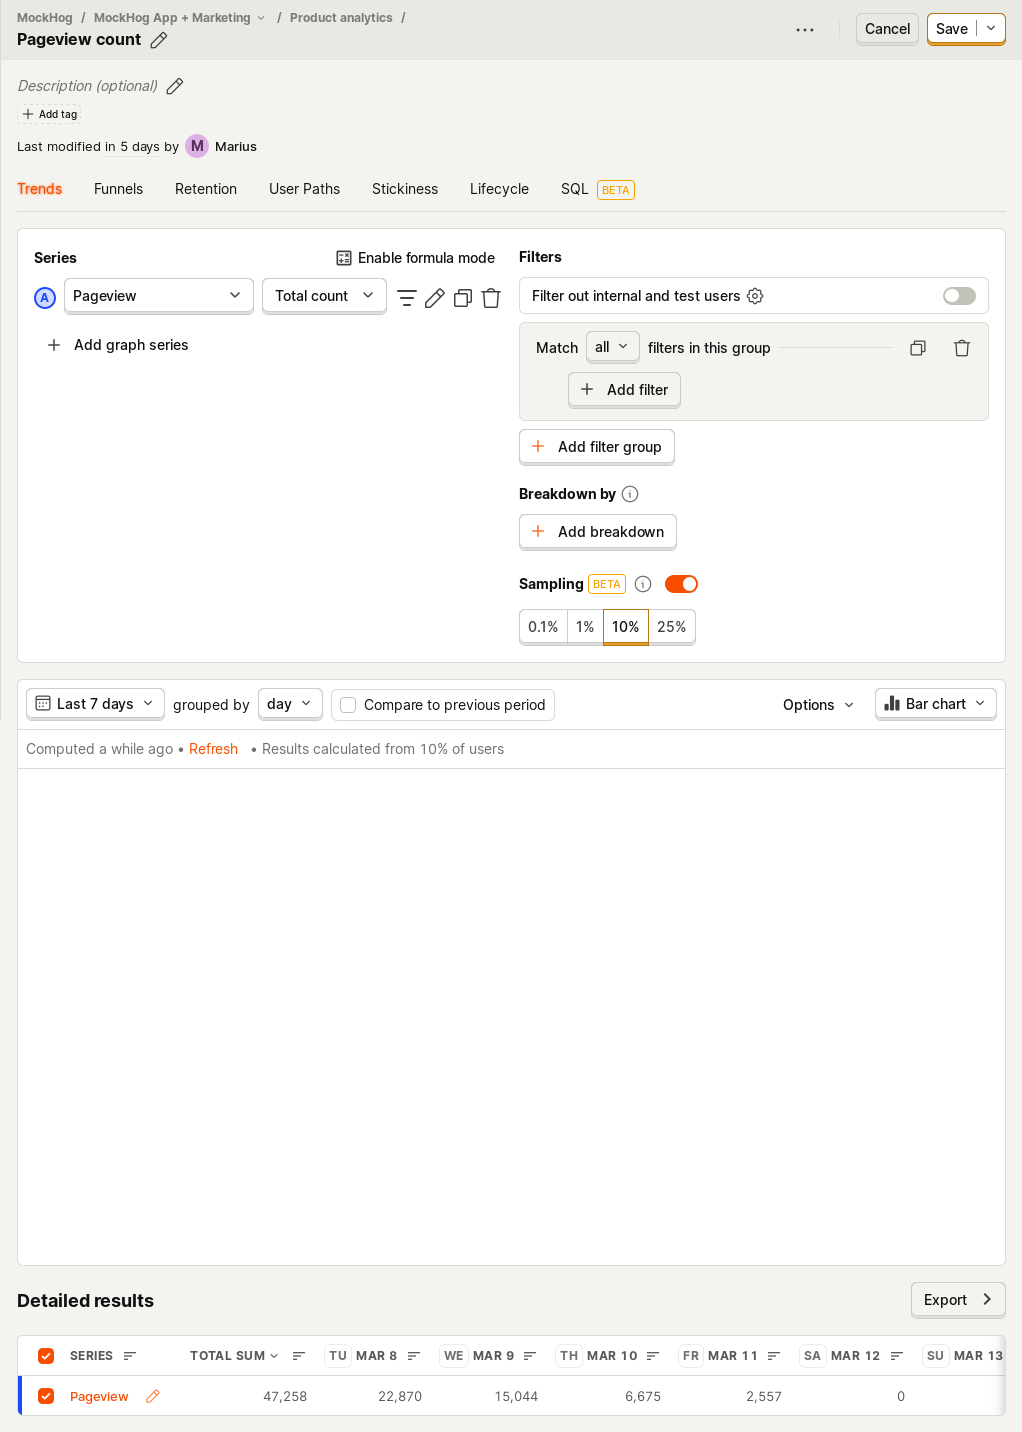 MockHog / MockHog App + Marketing / Product analytics /
Pageview count
Cancel
Save
Description (optional)
Add tag
Last modified in 5 days by M Marius
Trends Funnels Retention User Paths Stickiness Lifecycle SQL BETA
Series
Enable formula mode
A Pageview Total count
Add graph series
Filters
Filter out internal and test users
Match all filters in this group
Add filter
Add filter group
Breakdown by
Add breakdown
Sampling BETA
0.1% 1% 10% 25%
Last 7 days grouped by day Compare to previous period Options Bar chart
Computed a while ago • Refresh • Results calculated from 10% of users
Detailed results
Export
SERIES TOTAL SUM TU MAR 8 WE MAR 9 TH MAR 10 FR MAR 11 SA MAR 12 SU MAR 13
Pageview 47,258 22,870 15,044 6,675 2,557 0